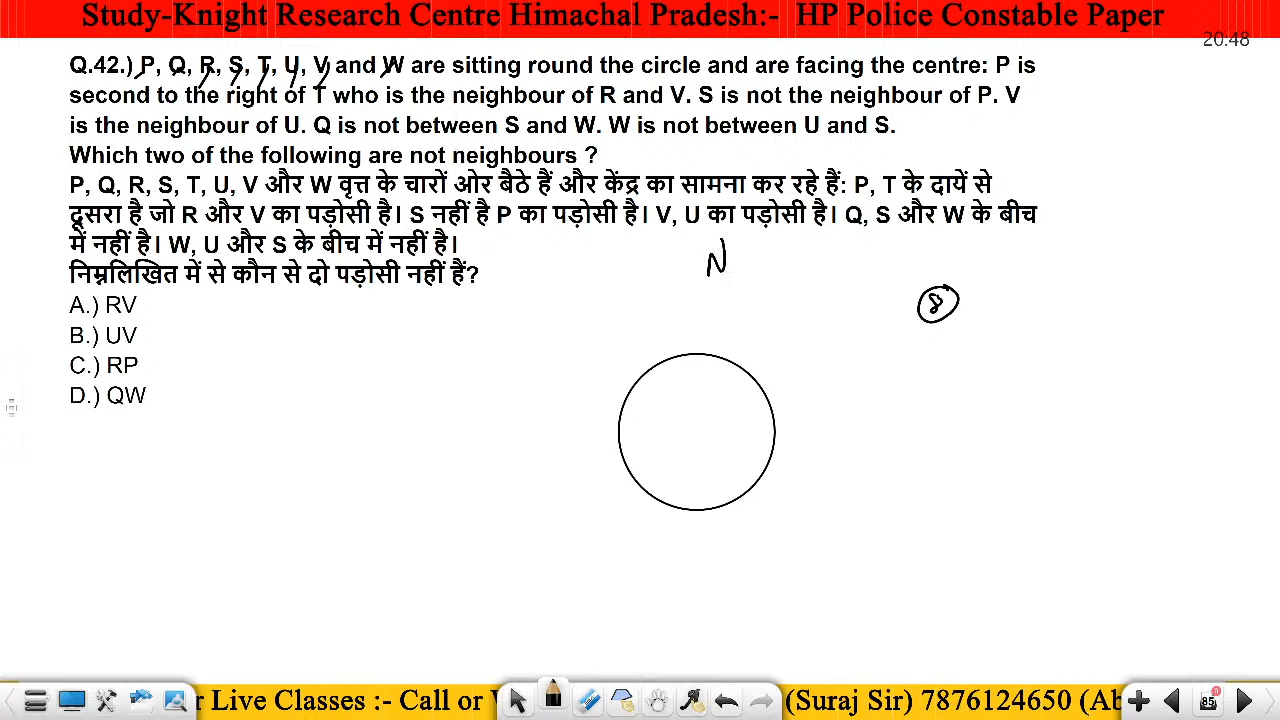 Study-Knight Research Centre Himachal Pradesh:- HP Police Constable Paper
20:48
Q.42.) P, Q, R, S, T, U, V and W are sitting round the circle and are facing the centre: P is
second to the right of T who is the neighbour of R and V. S is not the neighbour of P. V
is the neighbour of U. Q is not between S and W. W is not between U and S.
Which two of the following are not neighbours ?
P, Q, R, S, T, U, V और W वृत्त के चारों ओर बैठे हैं और केंद्र का सामना कर रहे हैं: P, T के दायें से
दूसरा है जो R और V का पड़ोसी है। S नहीं है P का पड़ोसी है। V, U का पड़ोसी है। Q, S और W के बीच
में नहीं है। W, U और S के बीच में नहीं है।
निम्नलिखित में से कौन से दो पड़ोसी नहीं हैं?
N
8
A.) RV
B.) UV
C.) RP
D.) QW
r Live Classes :- Call or
(Suraj Sir) 7876124650 (Ab
85